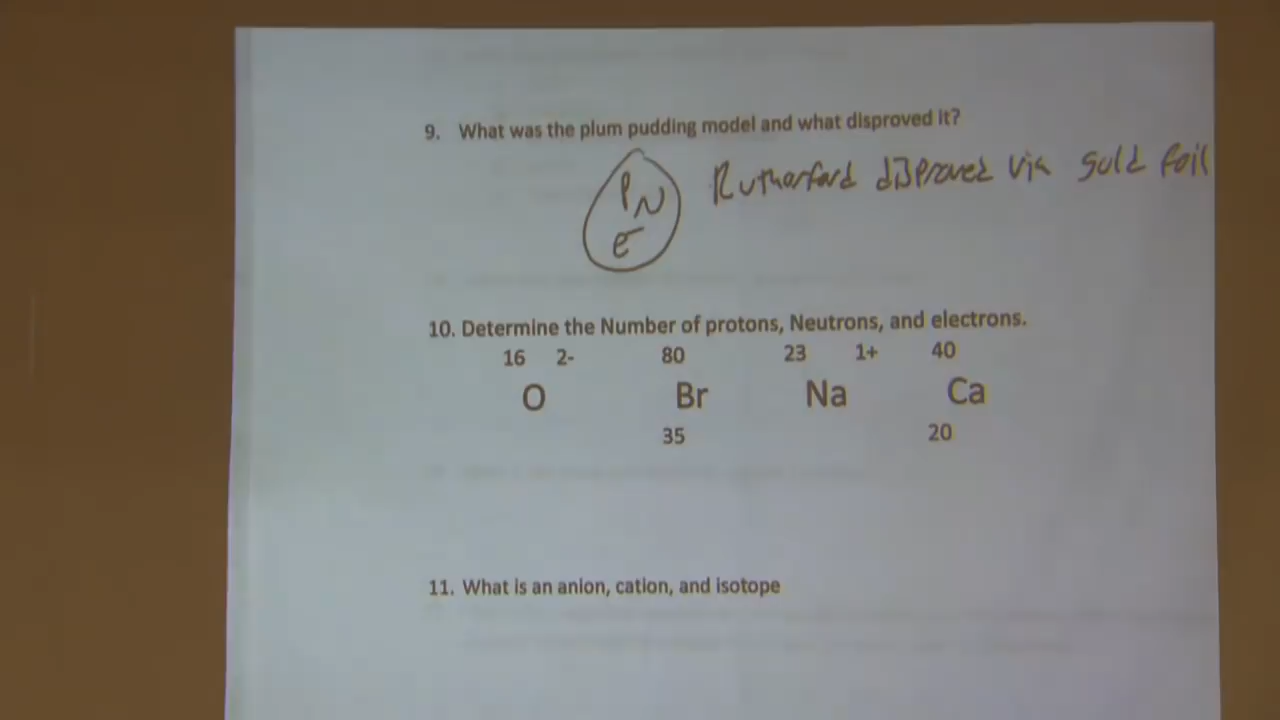 9. What was the plum pudding model and what disproved it?
P N
e-
Rutherford disproved via gold foil
10. Determine the Number of protons, Neutrons, and electrons.
16 2- 80 23 1+ 40
O Br Na Ca
35 20
11. What is an anion, cation, and isotope